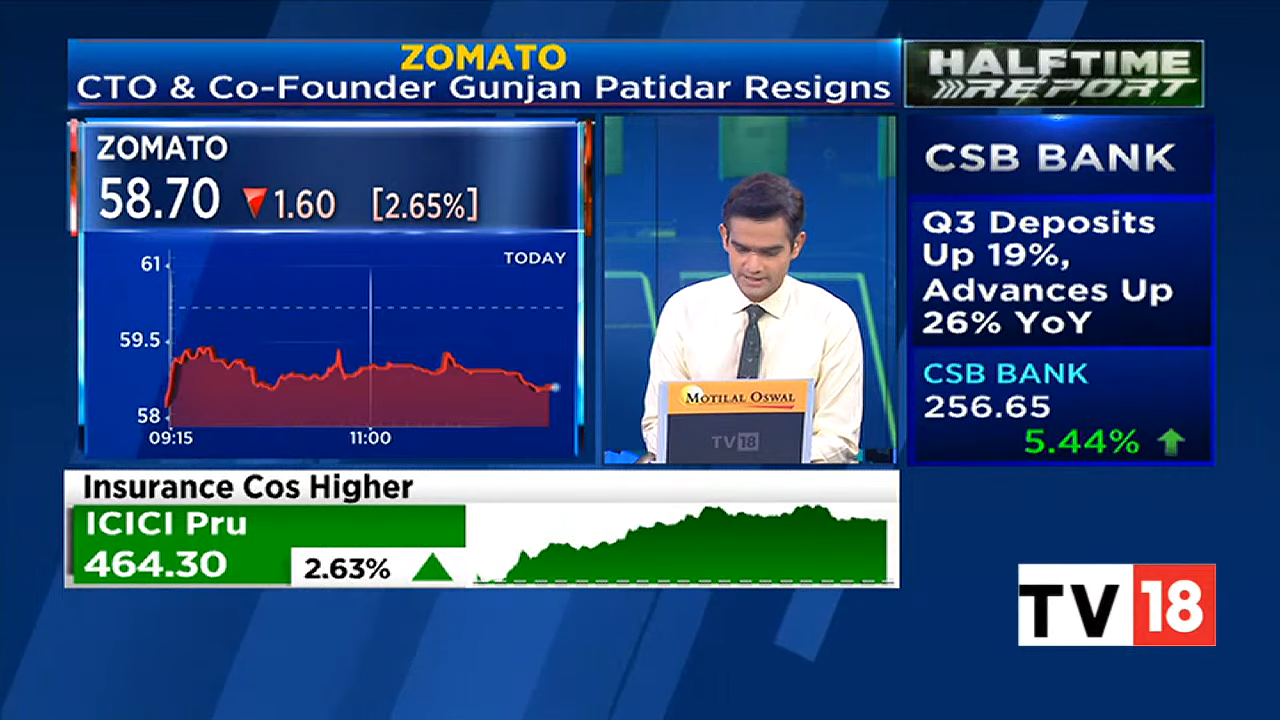 ZOMATO
CTO & Co-Founder Gunjan Patidar Resigns
HALFTIME
REPORT
ZOMATO
58.70 ▼ 1.60 [2.65%]
TODAY
61
59.5
58
09:15 11:00
MOTILAL OSWAL
TV18
CSB BANK
Q3 Deposits
Up 19%,
Advances Up
26% YoY
CSB BANK
256.65
5.44%
Insurance Cos Higher
ICICI Pru
464.30
2.63%
TV18